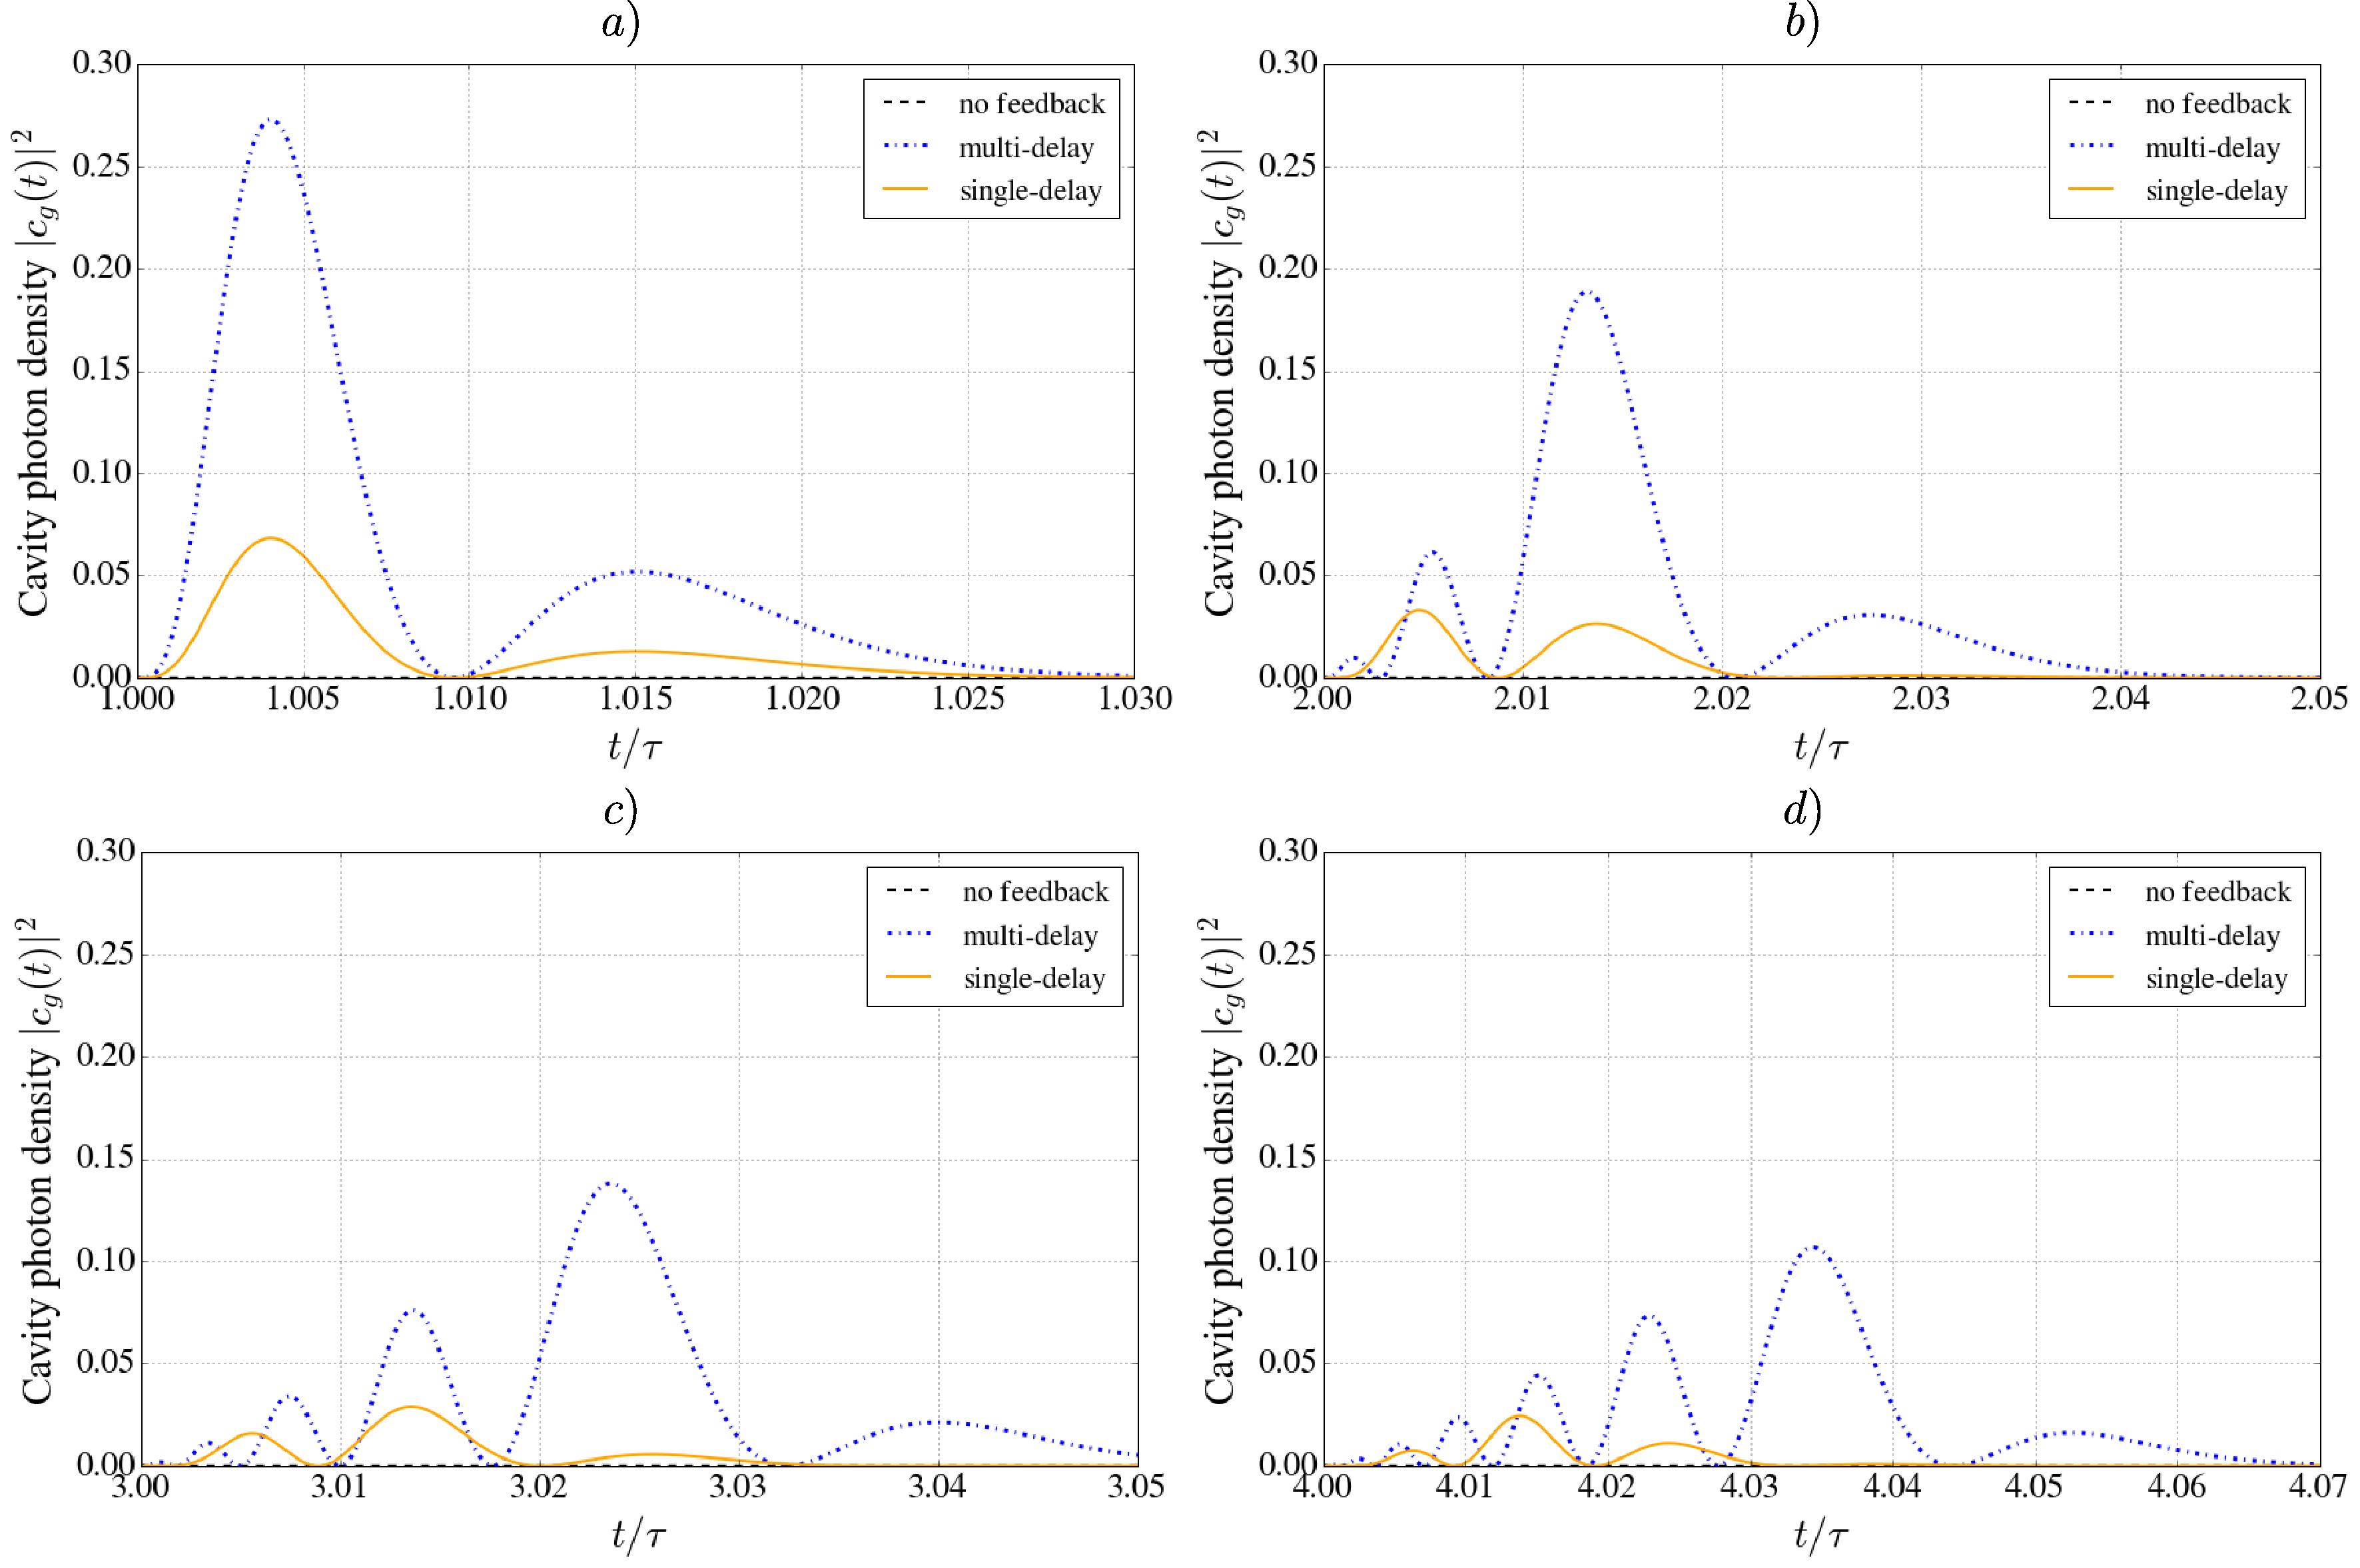 a)
Cavity photon density |c_g(t)|^2
0.30
0.25
0.20
0.15
0.10
0.05
0.00
no feedback
multi-delay
single-delay
1.000 1.005 1.010 1.015 1.020 1.025 1.030
t/τ
b)
Cavity photon density |c_g(t)|^2
0.30
0.25
0.20
0.15
0.10
0.05
0.00
no feedback
multi-delay
single-delay
2.00 2.01 2.02 2.03 2.04 2.05
t/τ
c)
Cavity photon density |c_g(t)|^2
0.30
0.25
0.20
0.15
0.10
0.05
0.00
no feedback
multi-delay
single-delay
3.00 3.01 3.02 3.03 3.04 3.05
t/τ
d)
Cavity photon density |c_g(t)|^2
0.30
0.25
0.20
0.15
0.10
0.05
0.00
no feedback
multi-delay
single-delay
4.00 4.01 4.02 4.03 4.04 4.05 4.06 4.07
t/τ